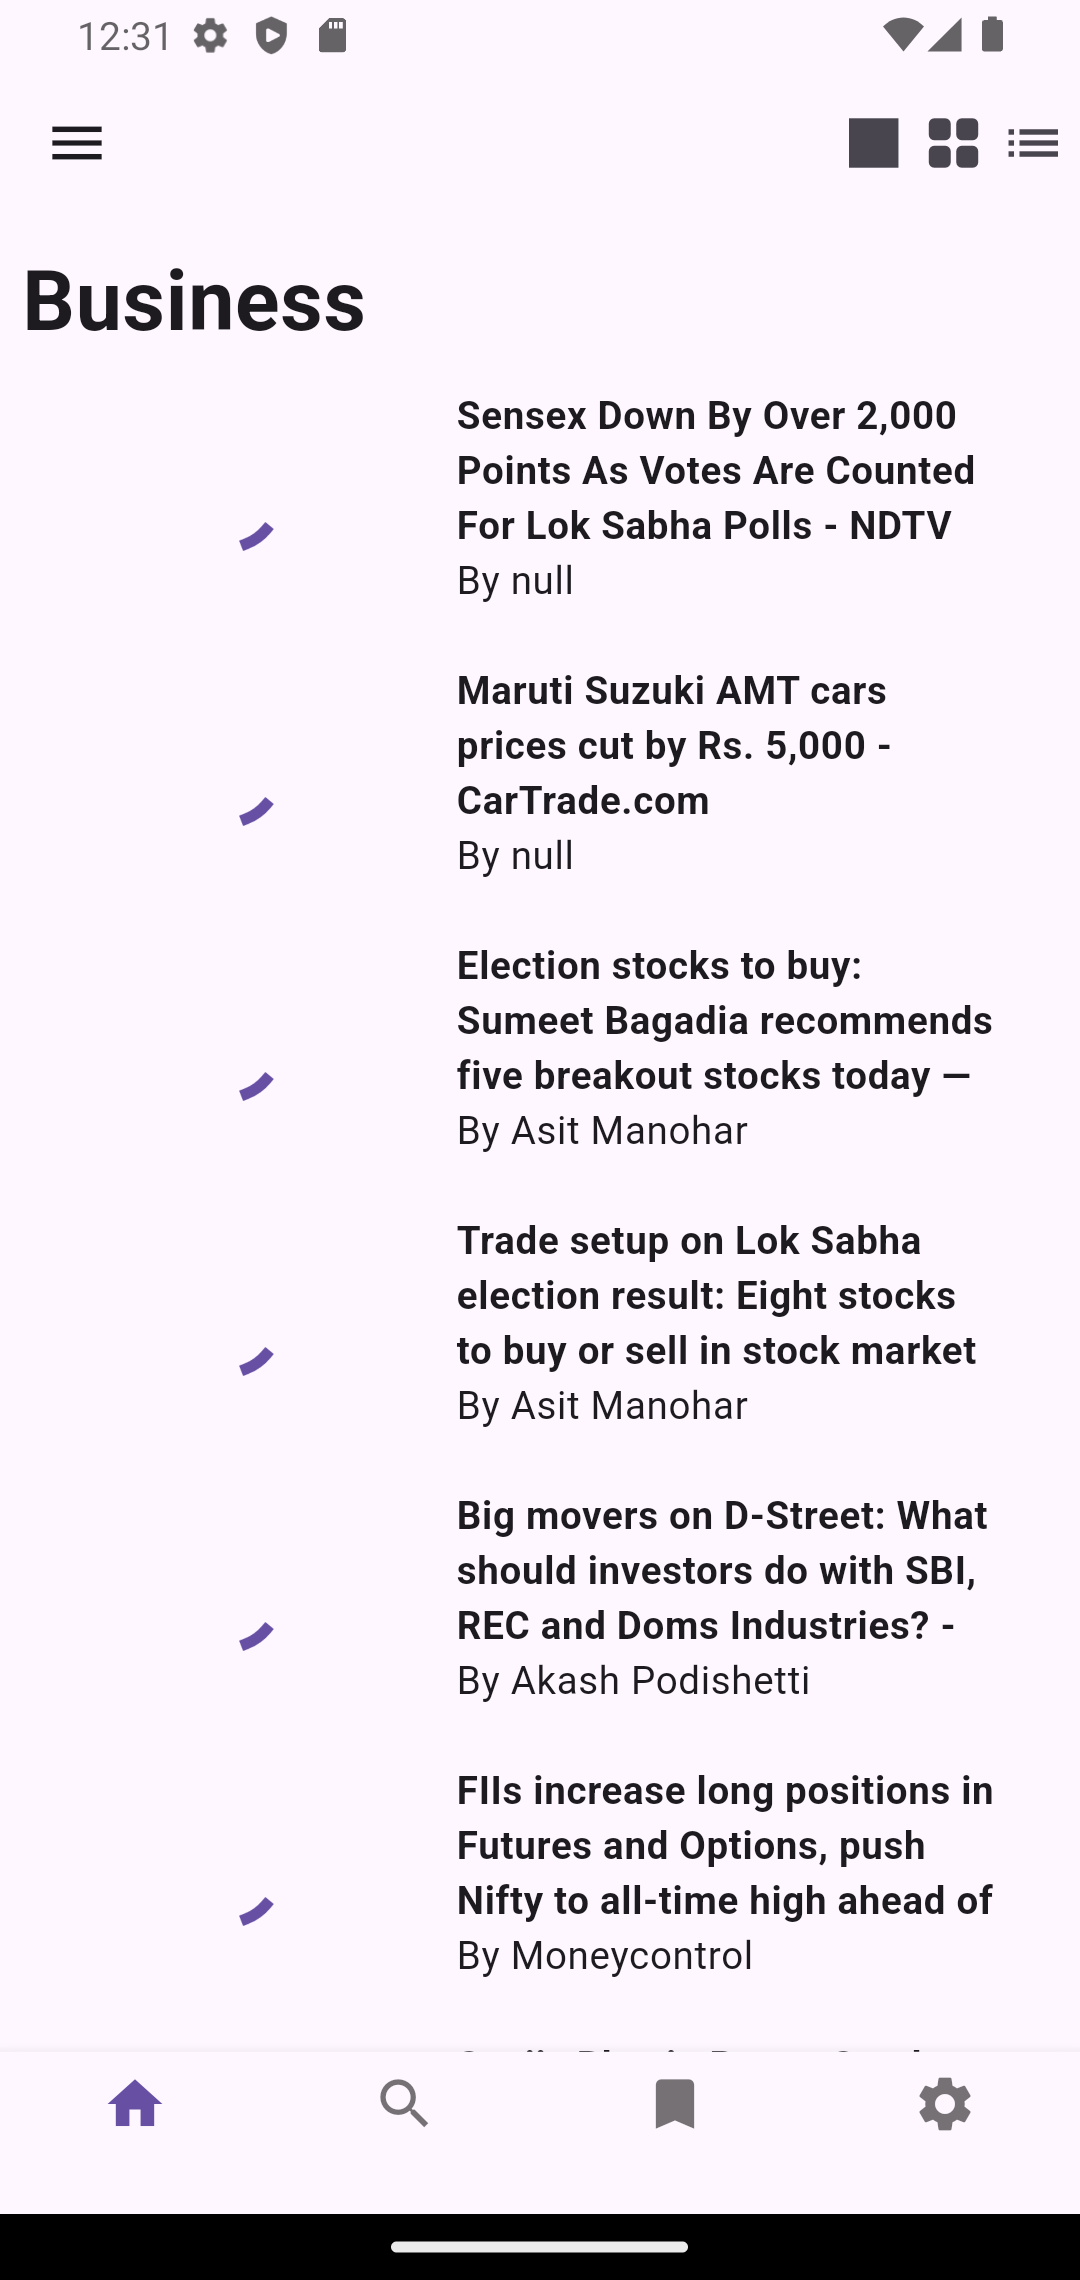 12:31
Business
Sensex Down By Over 2,000
Points As Votes Are Counted
For Lok Sabha Polls - NDTV
By null
Maruti Suzuki AMT cars
prices cut by Rs. 5,000 -
CarTrade.com
By null
Election stocks to buy:
Sumeet Bagadia recommends
five breakout stocks today —
By Asit Manohar
Trade setup on Lok Sabha
election result: Eight stocks
to buy or sell in stock market
By Asit Manohar
Big movers on D-Street: What
should investors do with SBI,
REC and Doms Industries? -
By Akash Podishetti
FIIs increase long positions in
Futures and Options, push
Nifty to all-time high ahead of
By Moneycontrol